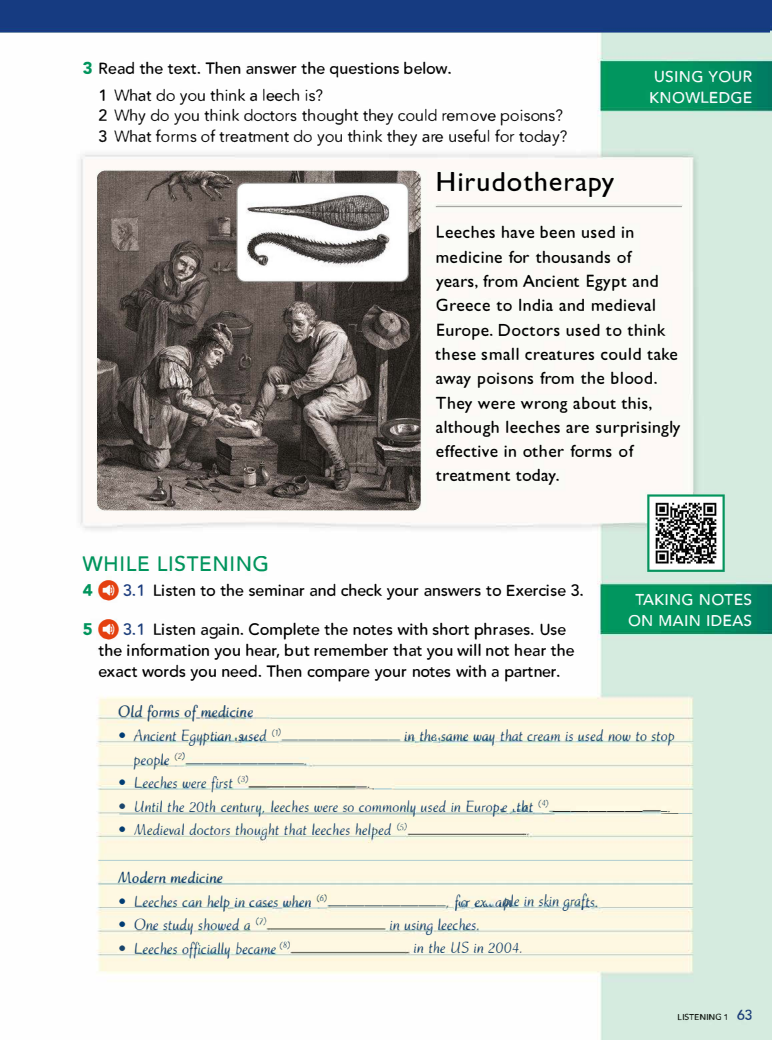 3 Read the text. Then answer the questions below.
1 What do you think a leech is?
2 Why do you think doctors thought they could remove poisons?
3 What forms of treatment do you think they are useful for today?
USING YOUR
KNOWLEDGE
Hirudotherapy
Leeches have been used in
medicine for thousands of
years, from Ancient Egypt and
Greece to India and medieval
Europe. Doctors used to think
these small creatures could take
away poisons from the blood.
They were wrong about this,
although leeches are surprisingly
effective in other forms of
treatment today.
WHILE LISTENING
4 3.1 Listen to the seminar and check your answers to Exercise 3.
TAKING NOTES
ON MAIN IDEAS
5 3.1 Listen again. Complete the notes with short phrases. Use
the information you hear, but remember that you will not hear the
exact words you need. Then compare your notes with a partner.
Old forms of medicine
• Ancient Egyptian used (1)____________ in the same way that cream is used now to stop
people (2)____________.
• Leeches were first (3)____________.
• Until the 20th century, leeches were so commonly used in Europe that (4)____________.
• Medieval doctors thought that leeches helped (5)____________.
Modern medicine
• Leeches can help in cases when (6)____________, for example in skin grafts.
• One study showed a (7)____________ in using leeches.
• Leeches officially became (8)____________ in the US in 2004.
LISTENING 1 63